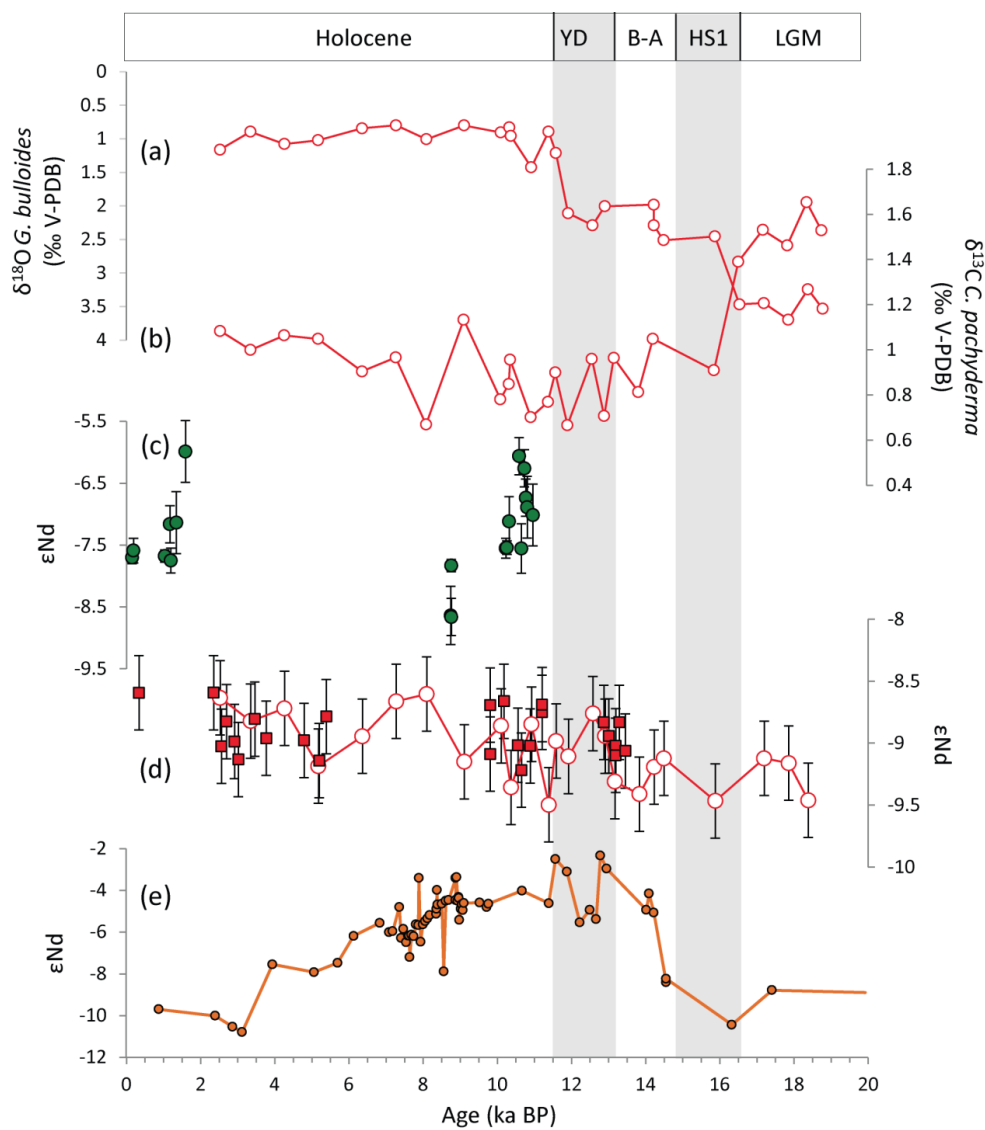 Holocene YD B-A HS1 LGM
0
0.5
1
1.5
2
2.5
3
3.5
4
δ¹⁸O G. bulloides
(‰ V-PDB)
(a)
1.8
1.6
1.4
1.2
1
0.8
0.6
0.4
δ¹³C C. pachyderma
(‰ V-PDB)
(b)
-5.5
-6.5
-7.5
-8.5
-9.5
εNd
(c)
-8
-8.5
-9
-9.5
-10
εNd
(d)
-2
-4
-6
-8
-10
-12
εNd
(e)
0 2 4 6 8 10 12 14 16 18 20
Age (ka BP)